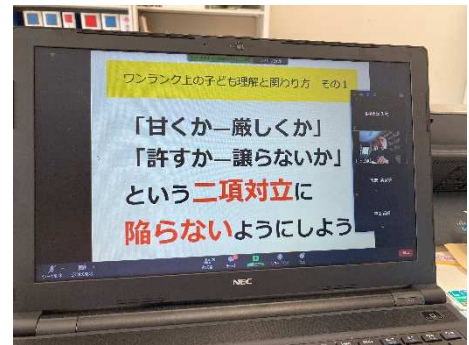 ワンランク上の子ども理解と関わり方 その1
「甘くか―厳しくか」
「許すか―譲らないか」
という二項対立に
陥らないようにしよう
NEC